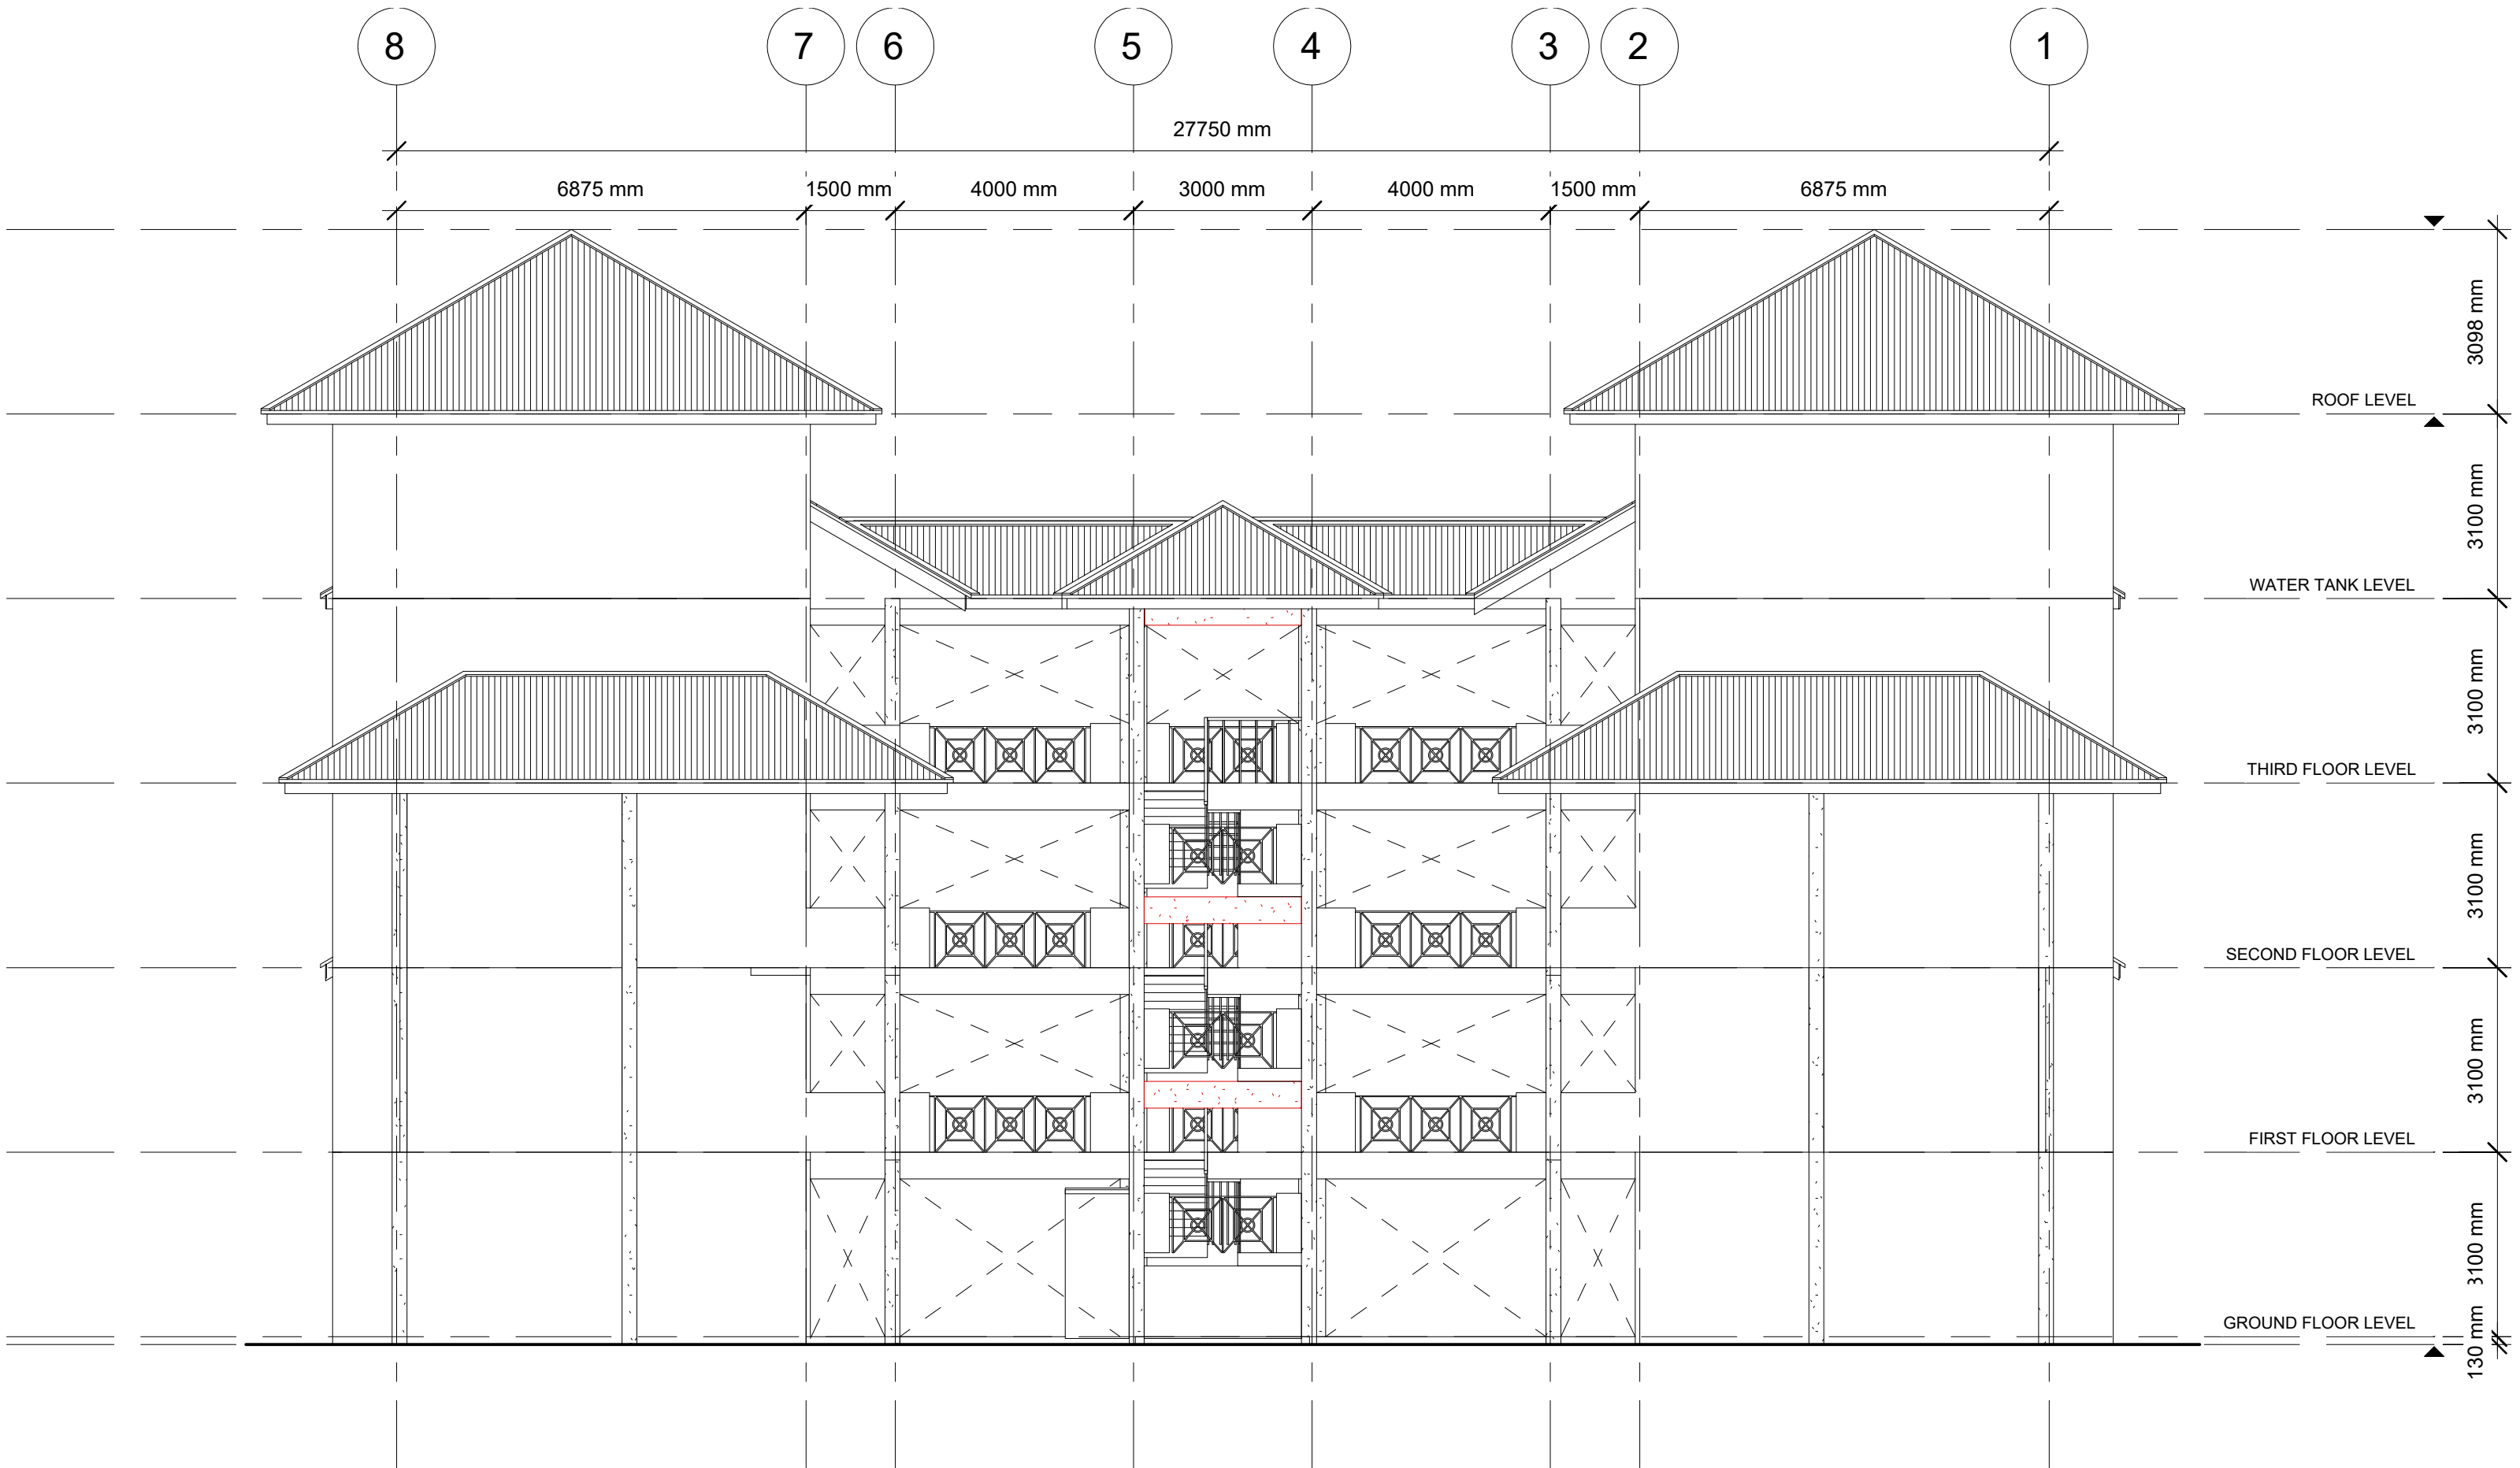 8 7 6 5 4 3 2 1
27750 mm
6875 mm 1500 mm 4000 mm 3000 mm 4000 mm 1500 mm 6875 mm
3098 mm
ROOF LEVEL
3100 mm
WATER TANK LEVEL
3100 mm
THIRD FLOOR LEVEL
3100 mm
SECOND FLOOR LEVEL
3100 mm
FIRST FLOOR LEVEL
3100 mm
GROUND FLOOR LEVEL
130 mm